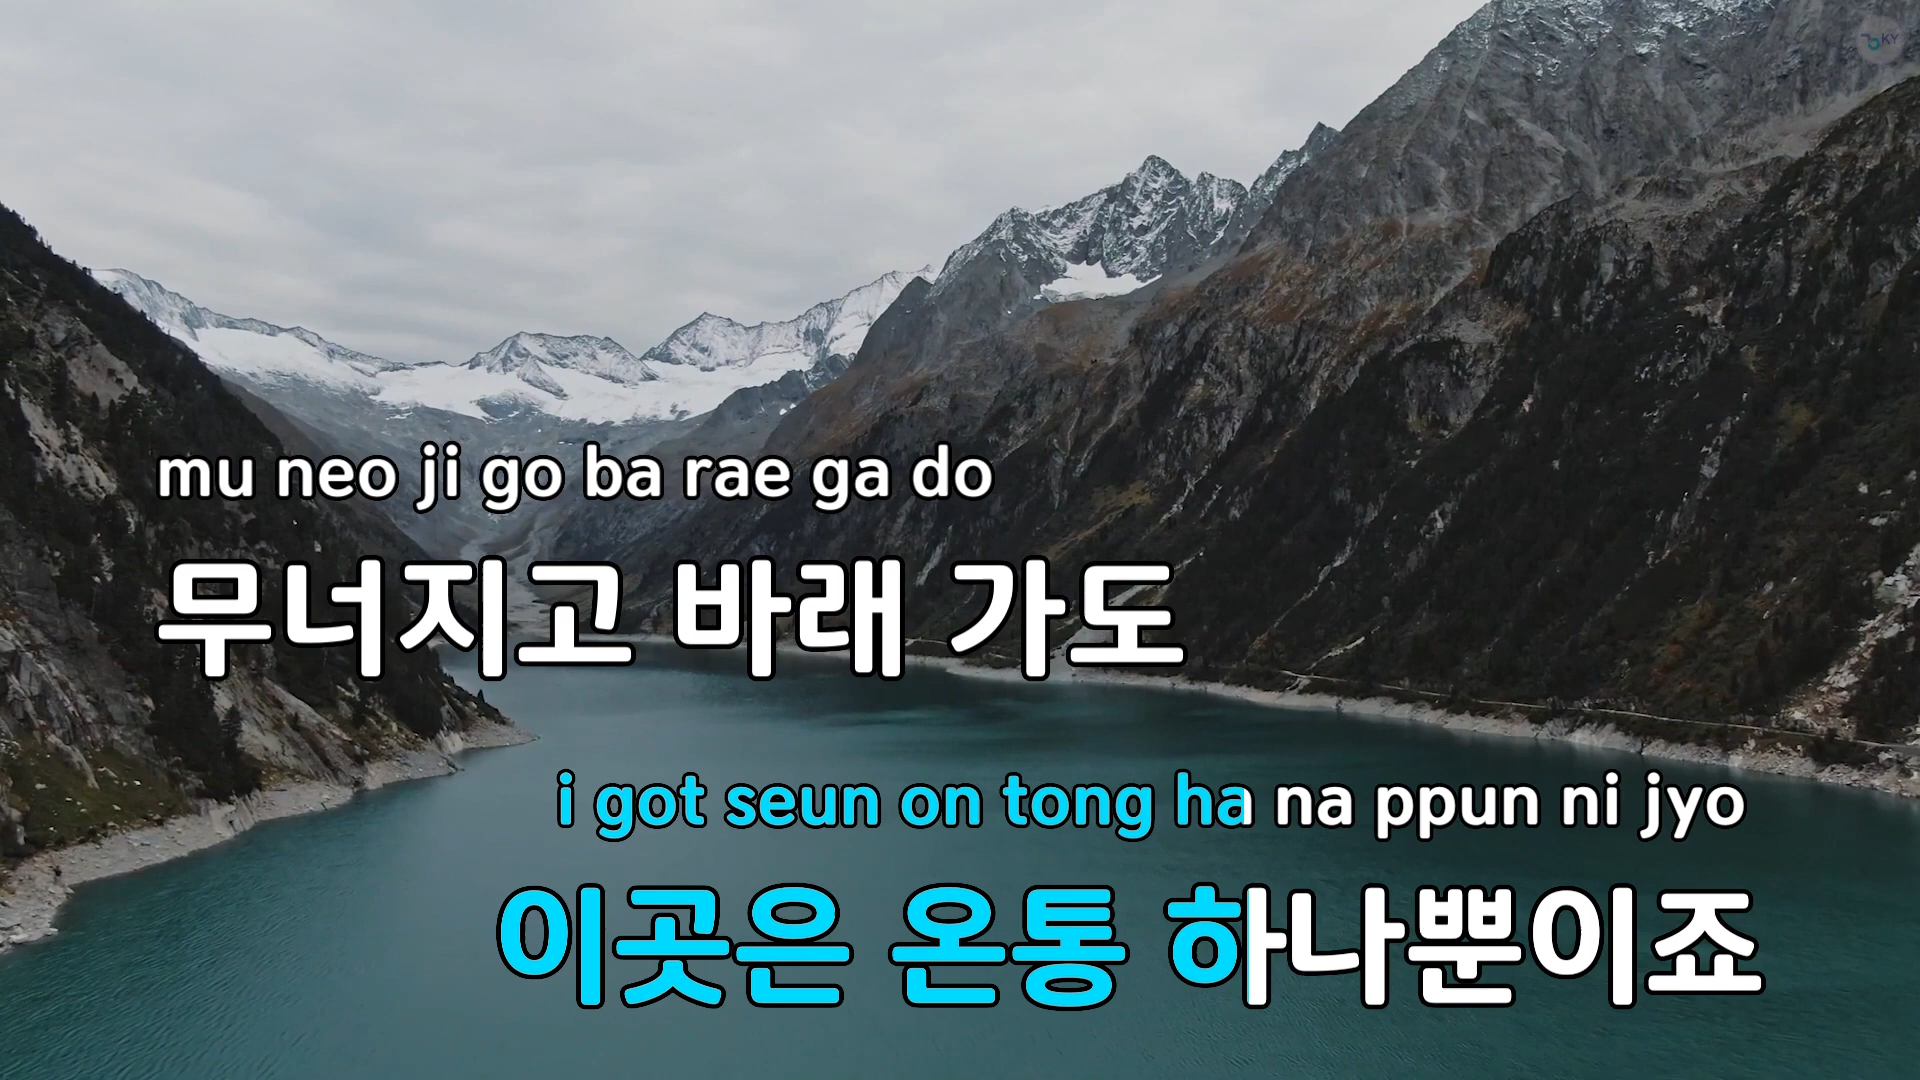 KY
mu neo ji go ba rae ga do
무너지고 바래 가도
i got seun on tong ha na ppun ni jyo
이곳은 온통 하나뿐이죠